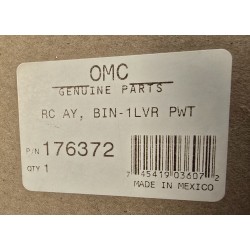 OMC
GENUINE PARTS
RC AY, BIN-1LVR PWT
P/N 176372
QTY 1
7 45419 03607 2
MADE IN MEXICO